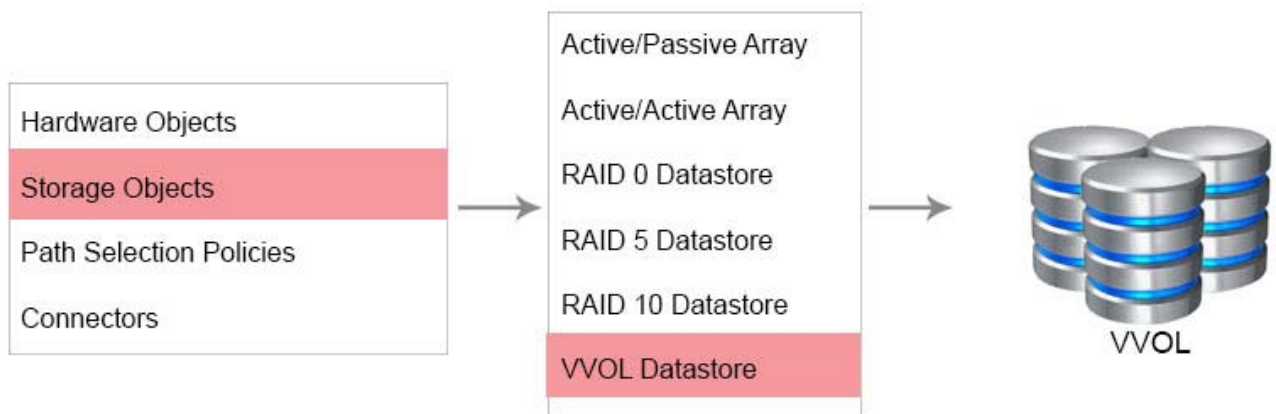 Hardware Objects
Storage Objects
Path Selection Policies
Connectors
Active/Passive Array
Active/Active Array
RAID 0 Datastore
RAID 5 Datastore
RAID 10 Datastore
VVOL Datastore
VVOL